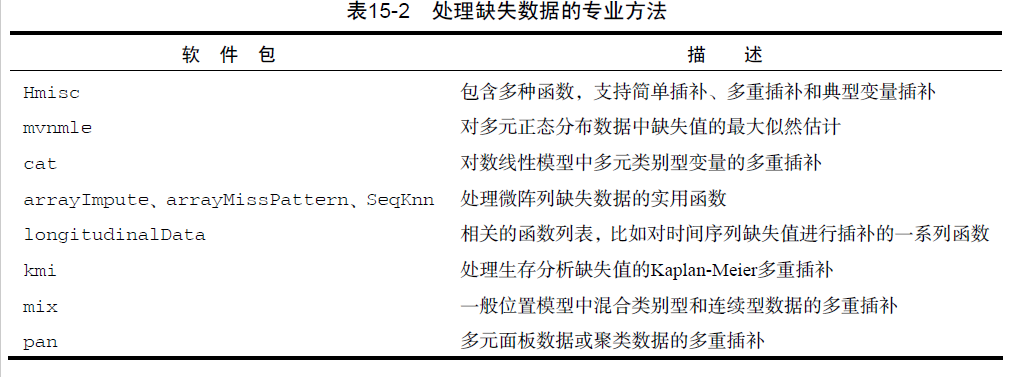 表15-2 处理缺失数据的专业方法
软 件 包 描 述
Hmisc 包含多种函数，支持简单插补、多重插补和典型变量插补
mvnmle 对多元正态分布数据中缺失值的最大似然估计
cat 对数线性模型中多元类别型变量的多重插补
arrayImpute、arrayMissPattern、SeqKnn 处理微阵列缺失数据的实用函数
longitudinalData 相关的函数列表，比如对时间序列缺失值进行插补的一系列函数
kmi 处理生存分析缺失值的Kaplan-Meier多重插补
mix 一般位置模型中混合类别型和连续型数据的多重插补
pan 多元面板数据或聚类数据的多重插补